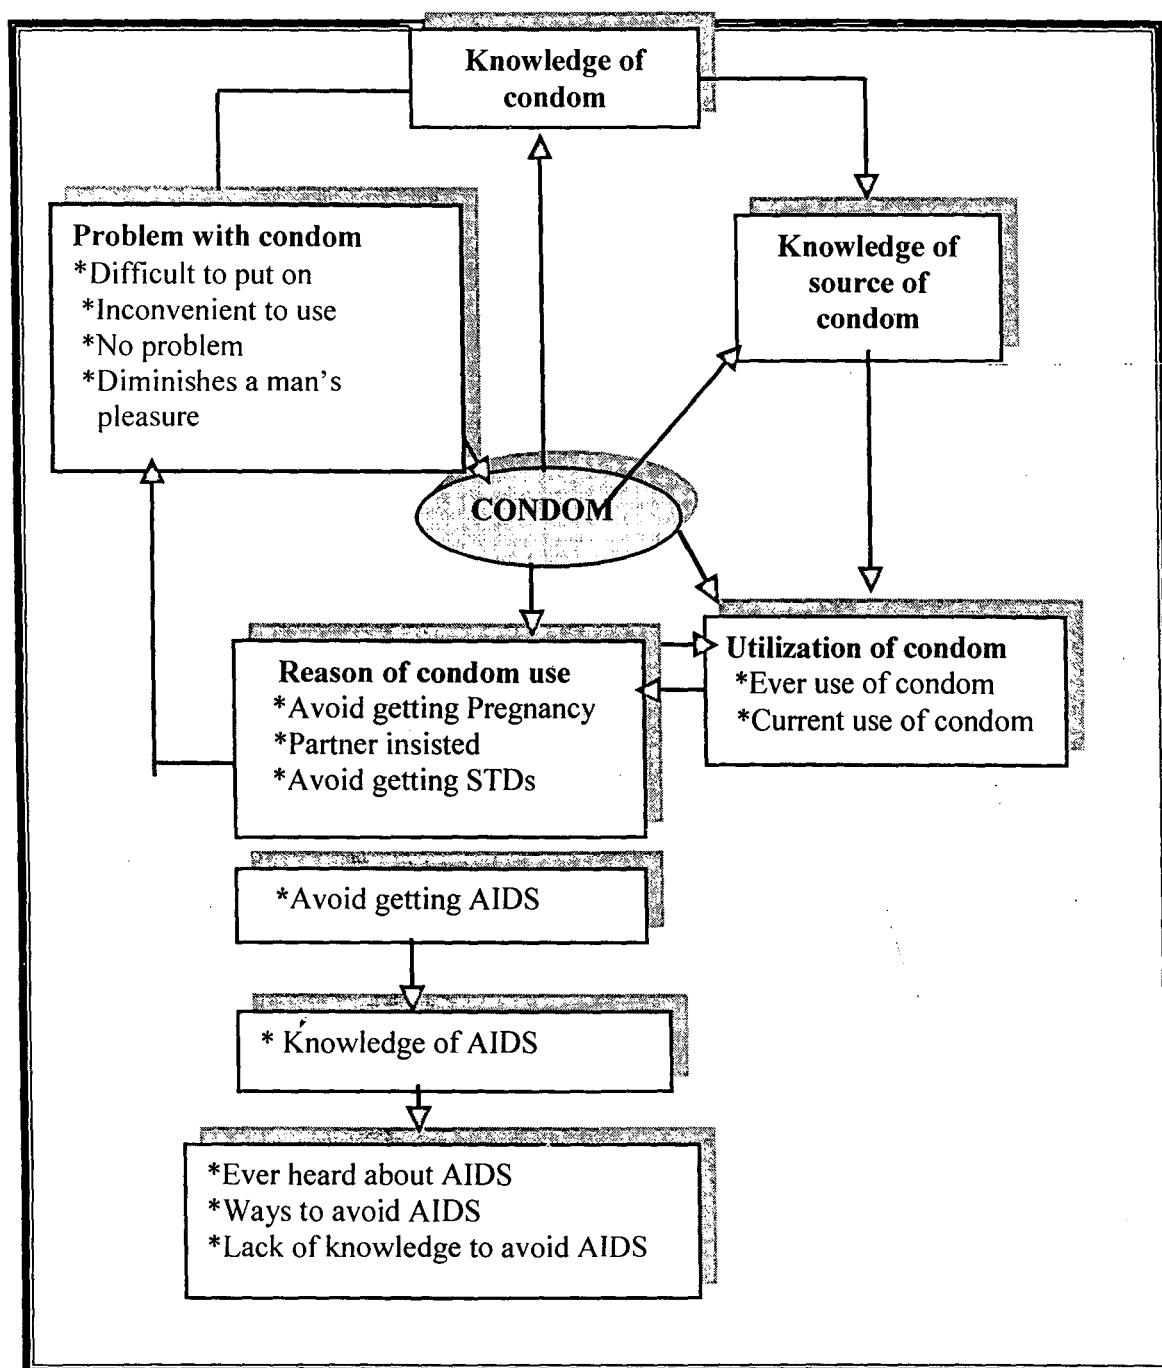 Knowledge of
condom
Problem with condom
*Difficult to put on
*Inconvenient to use
*No problem
*Diminishes a man's
pleasure
Knowledge of
source of
condom
CONDOM
Reason of condom use
*Avoid getting Pregnancy
*Partner insisted
*Avoid getting STDs
Utilization of condom
*Ever use of condom
*Current use of condom
*Avoid getting AIDS
* Knowledge of AIDS
*Ever heard about AIDS
*Ways to avoid AIDS
*Lack of knowledge to avoid AIDS